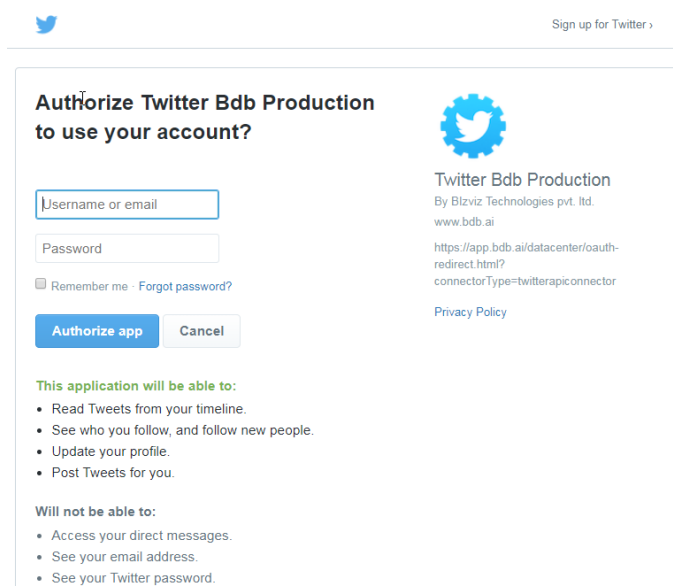 Sign up for Twitter ›
Authorize Twitter Bdb Production
to use your account?
Username or email
Password
Remember me · Forgot password?
Authorize app
Cancel
This application will be able to:
• Read Tweets from your timeline.
• See who you follow, and follow new people.
• Update your profile.
• Post Tweets for you.
Will not be able to:
• Access your direct messages.
• See your email address.
• See your Twitter password.
Twitter Bdb Production
By BIzviz Technologies pvt. ltd.
www.bdb.ai
https://app.bdb.ai/datacenter/oauth-
redirect.html?
connectorType=twitterapiconnector
Privacy Policy